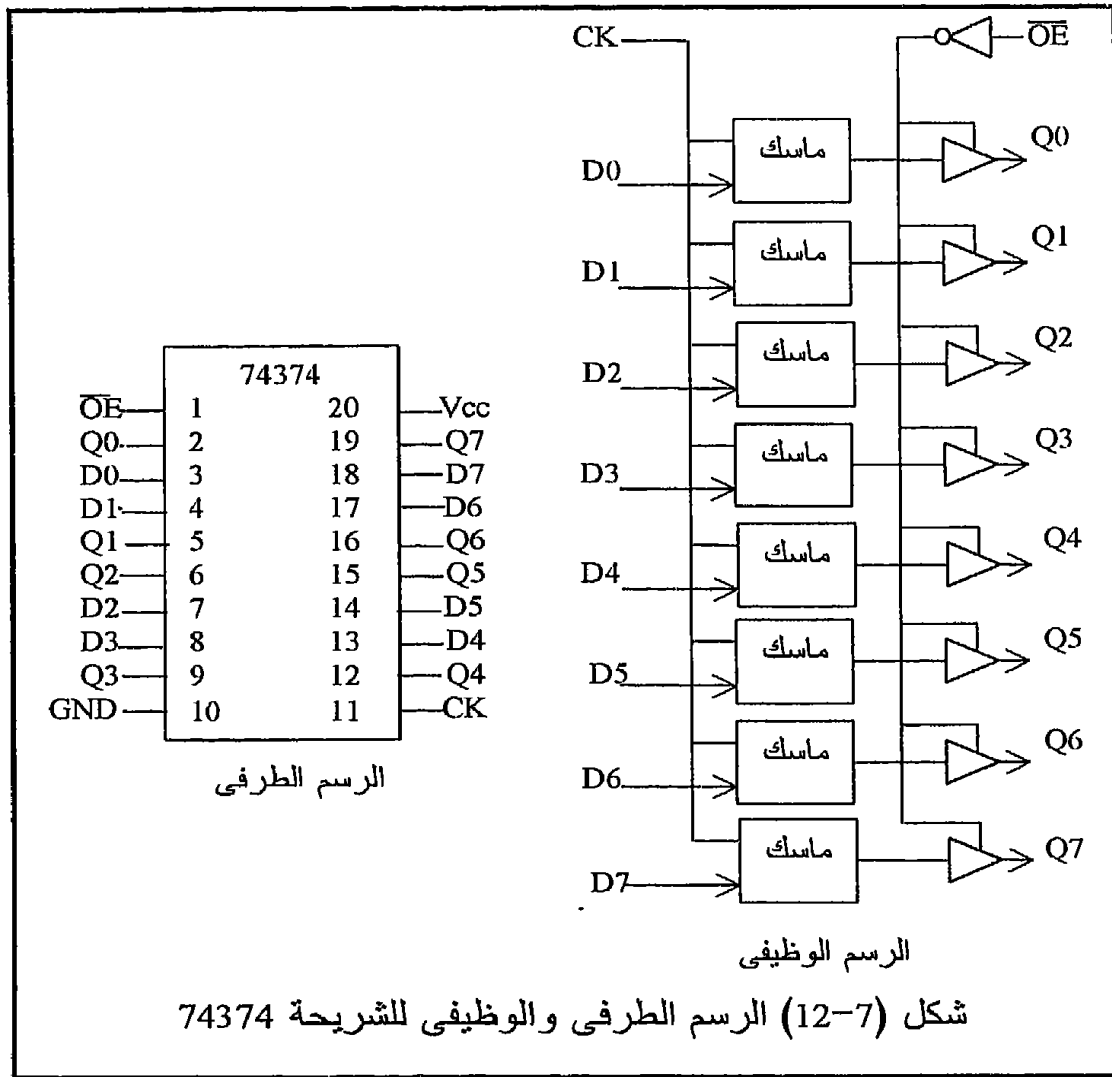 CK
OE
ماسك
Q0
D0
ماسك
Q1
D1
ماسك
Q2
D2
ماسك
Q3
D3
ماسك
Q4
D4
ماسك
Q5
D5
ماسك
Q6
D6
ماسك
Q7
D7
الرسم الوظيفى
74374
OE 1 20 Vcc
Q0 2 19 Q7
D0 3 18 D7
D1 4 17 D6
Q1 5 16 Q6
Q2 6 15 Q5
D2 7 14 D5
D3 8 13 D4
Q3 9 12 Q4
GND 10 11 CK
الرسم الطرفى
شكل (7-12) الرسم الطرفى والوظيفى للشريحة 74374